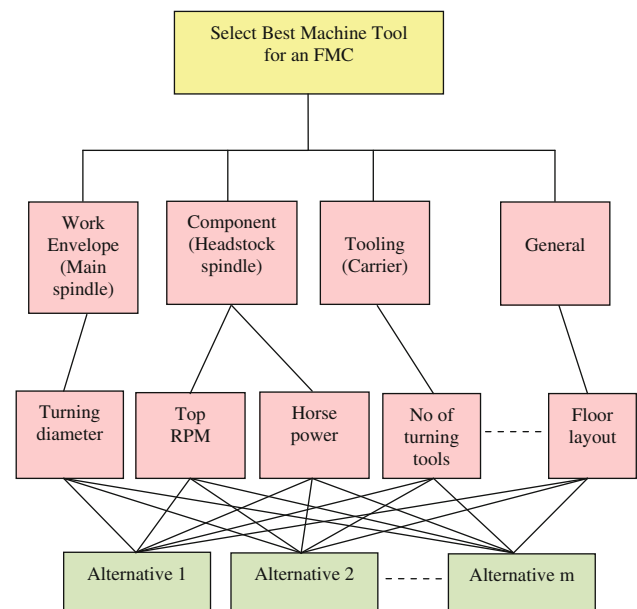 Select Best Machine Tool
for an FMC
Work
Envelope
(Main
spindle)
Component
(Headstock
spindle)
Tooling
(Carrier)
General
Turning
diameter
Top
RPM
Horse
power
No of
turning
tools
Floor
layout
Alternative 1
Alternative 2
Alternative m